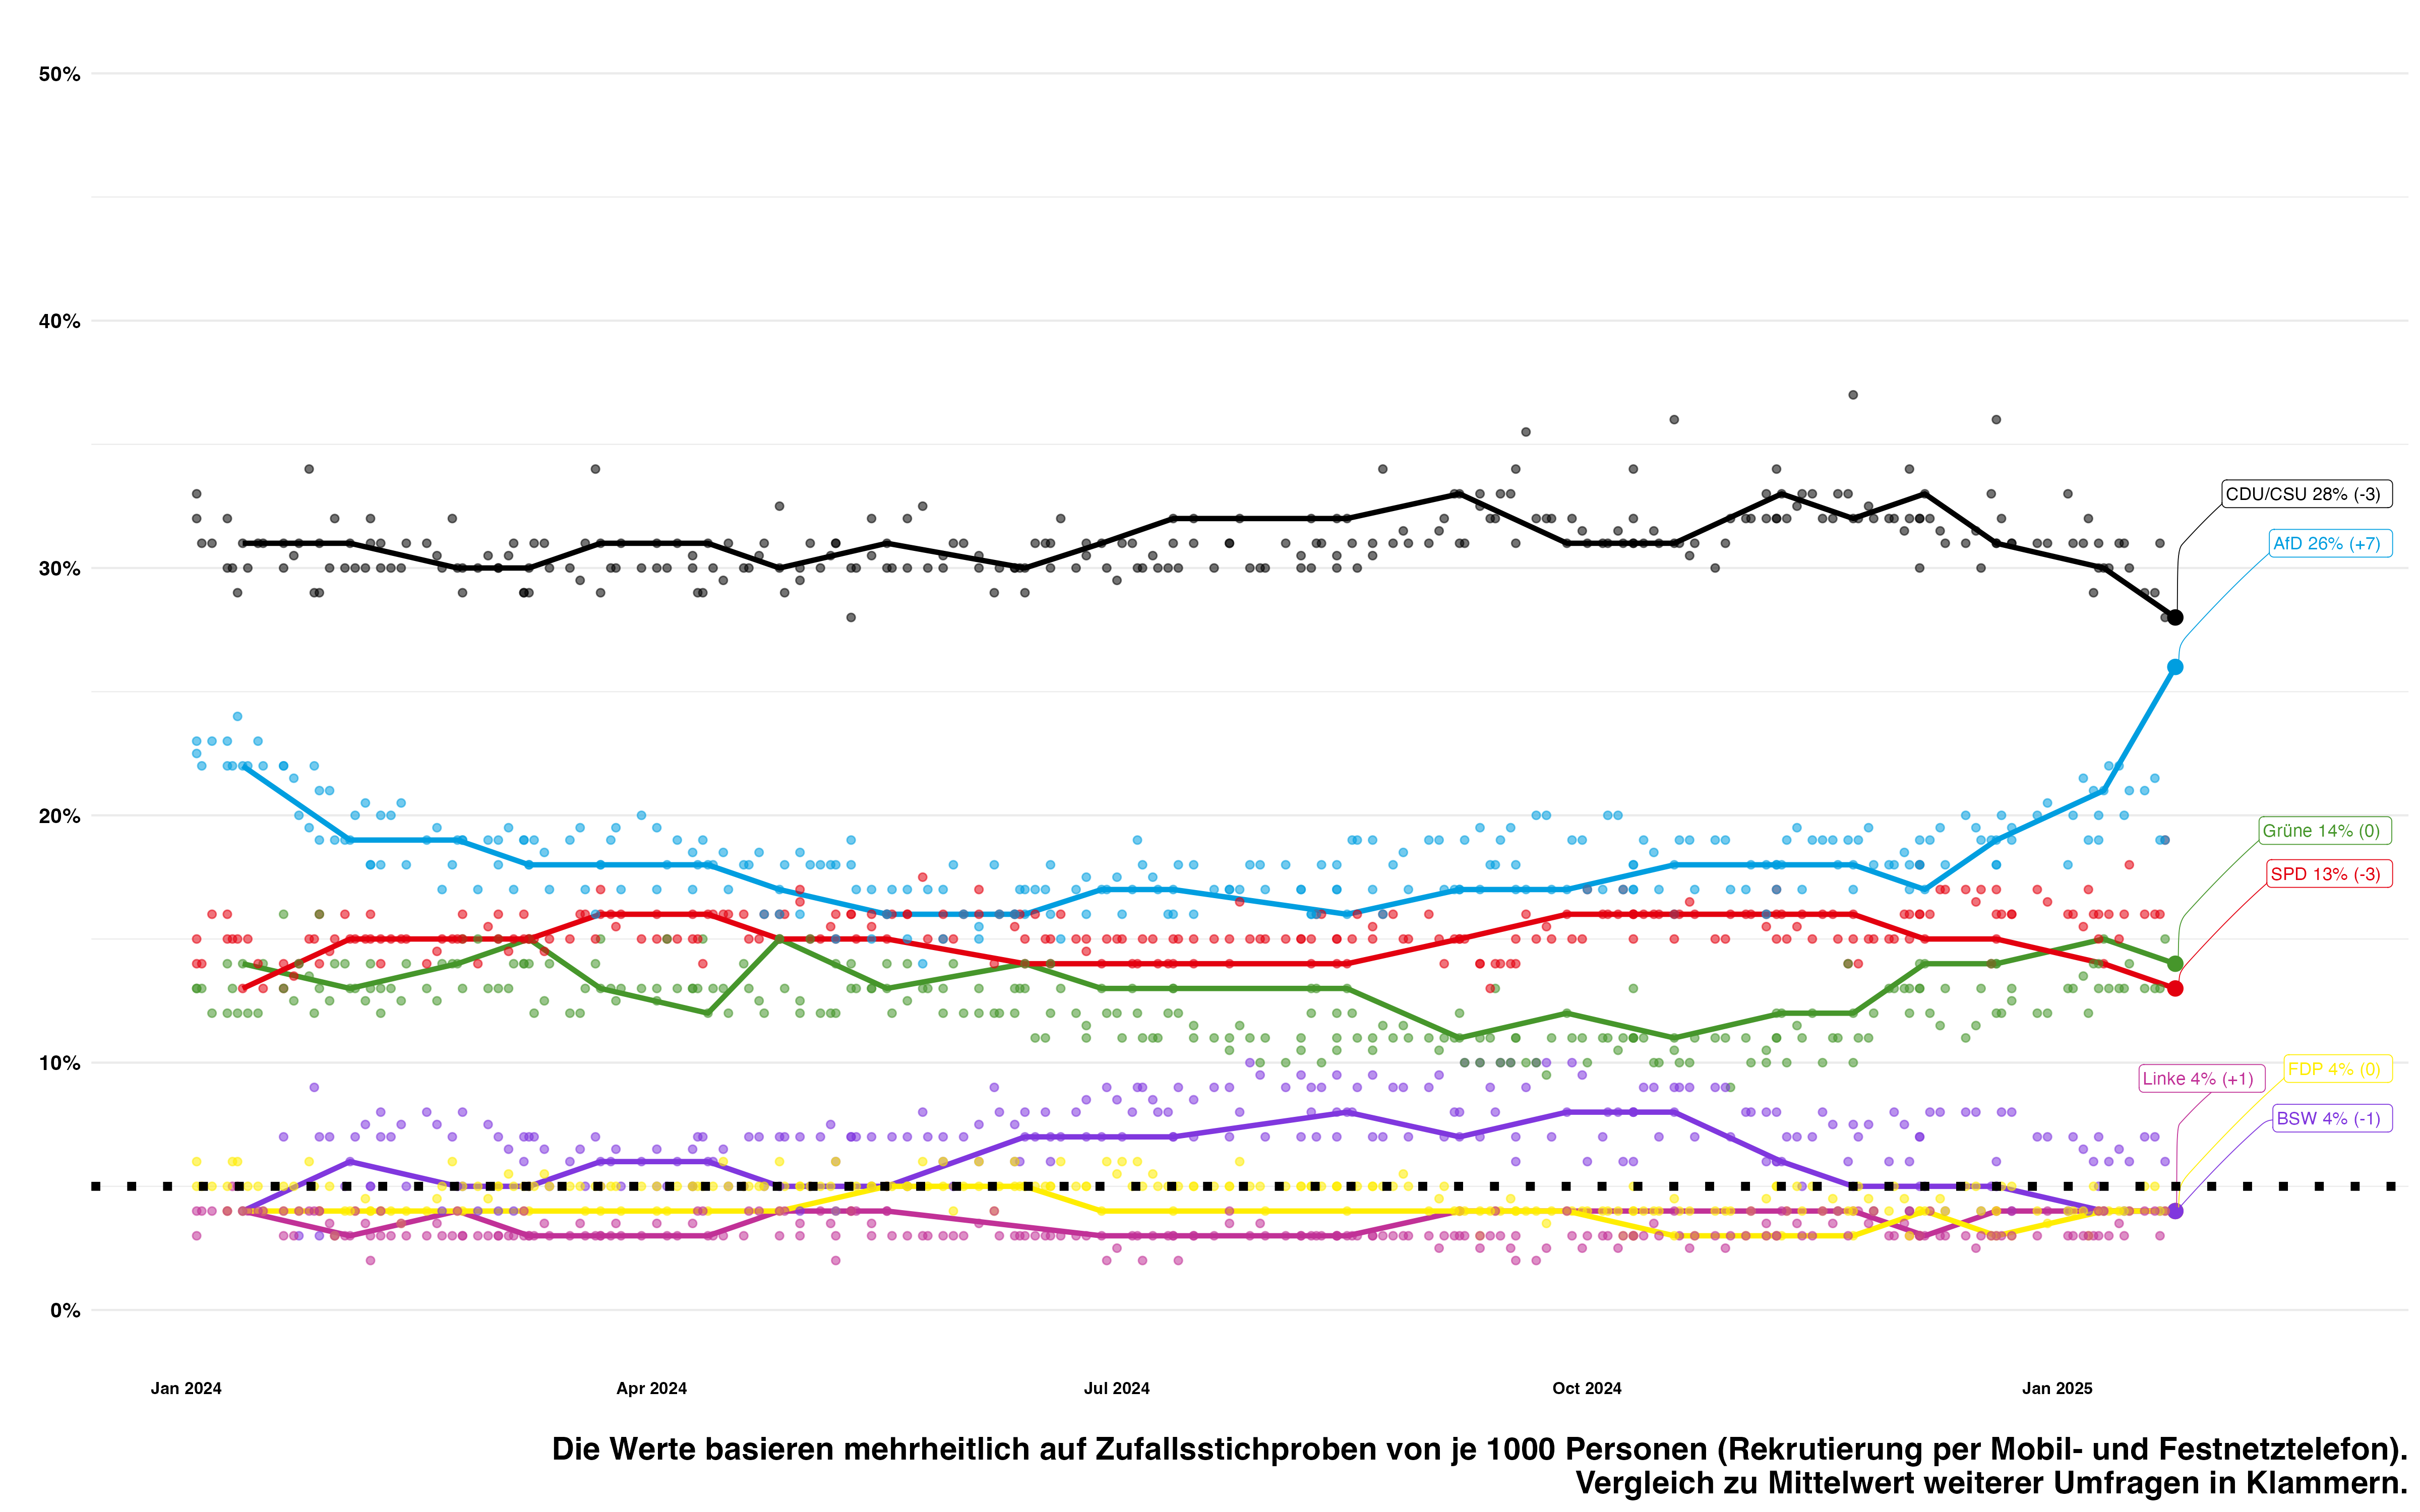 50%
40%
30%
20%
10%
0%
CDU/CSU 28% (-3)
AfD 26% (+7)
Grüne 14% (0)
SPD 13% (-3)
FDP 4% (0)
Linke 4% (+1)
BSW 4% (-1)
Jan 2024
Apr 2024
Jul 2024
Oct 2024
Jan 2025
Die Werte basieren mehrheitlich auf Zufallsstichproben von je 1000 Personen (Rekrutierung per Mobil- und Festnetztelefon).
Vergleich zu Mittelwert weiterer Umfragen in Klammern.